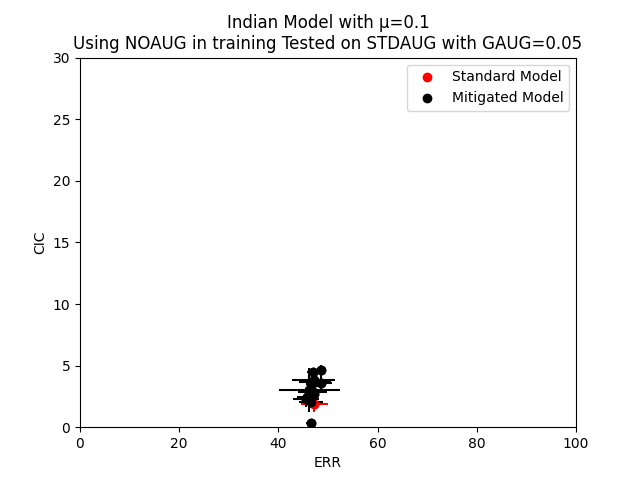 Indian Model with μ=0.1
Using NOAUG in training Tested on STDAUG with GAUG=0.05
Standard Model
Mitigated Model
30
25
20
15
10
5
0
CIC
0 20 40 60 80 100
ERR